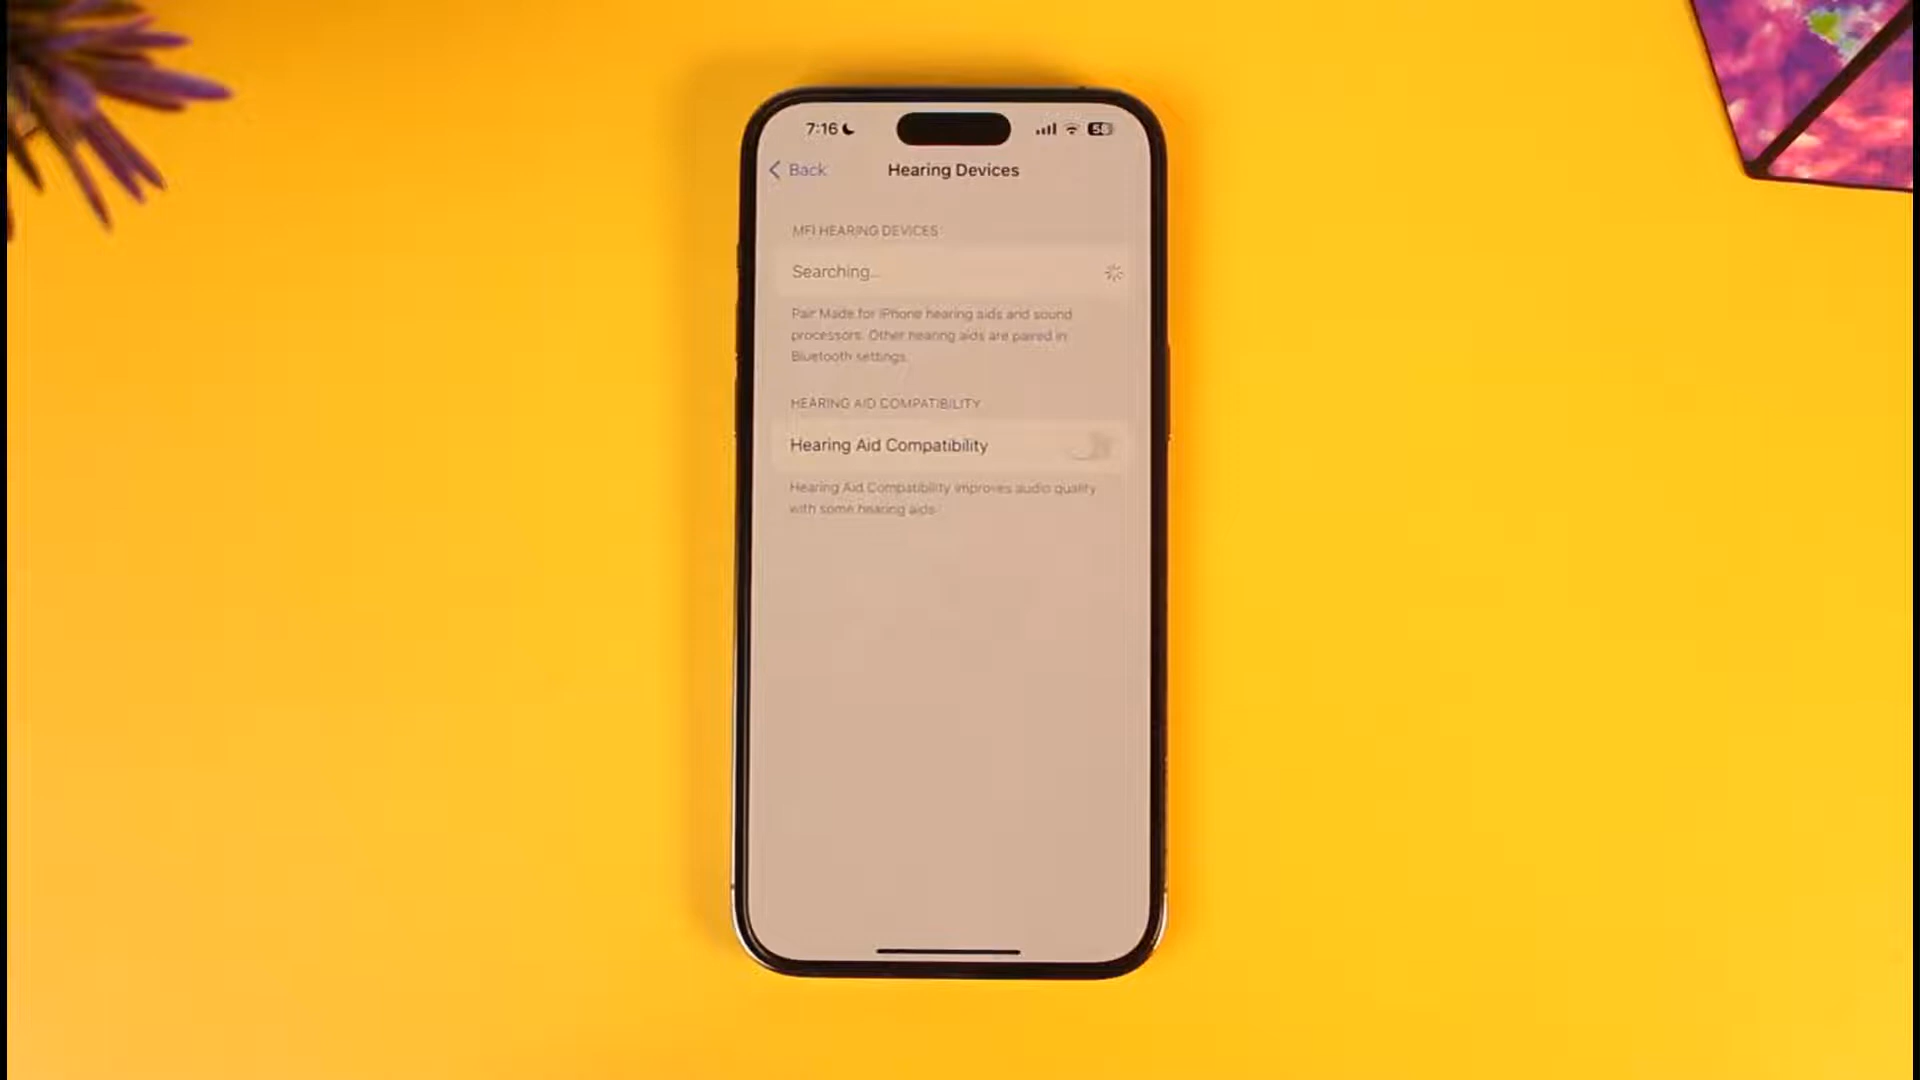 7:16
58
Back
Hearing Devices
MFI HEARING DEVICES
Searching...
Pair Made for iPhone hearing aids and sound
processors. Other hearing aids are paired in
Bluetooth settings.
HEARING AID COMPATIBILITY
Hearing Aid Compatibility
Hearing Aid Compatibility improves audio quality
with some hearing aids.